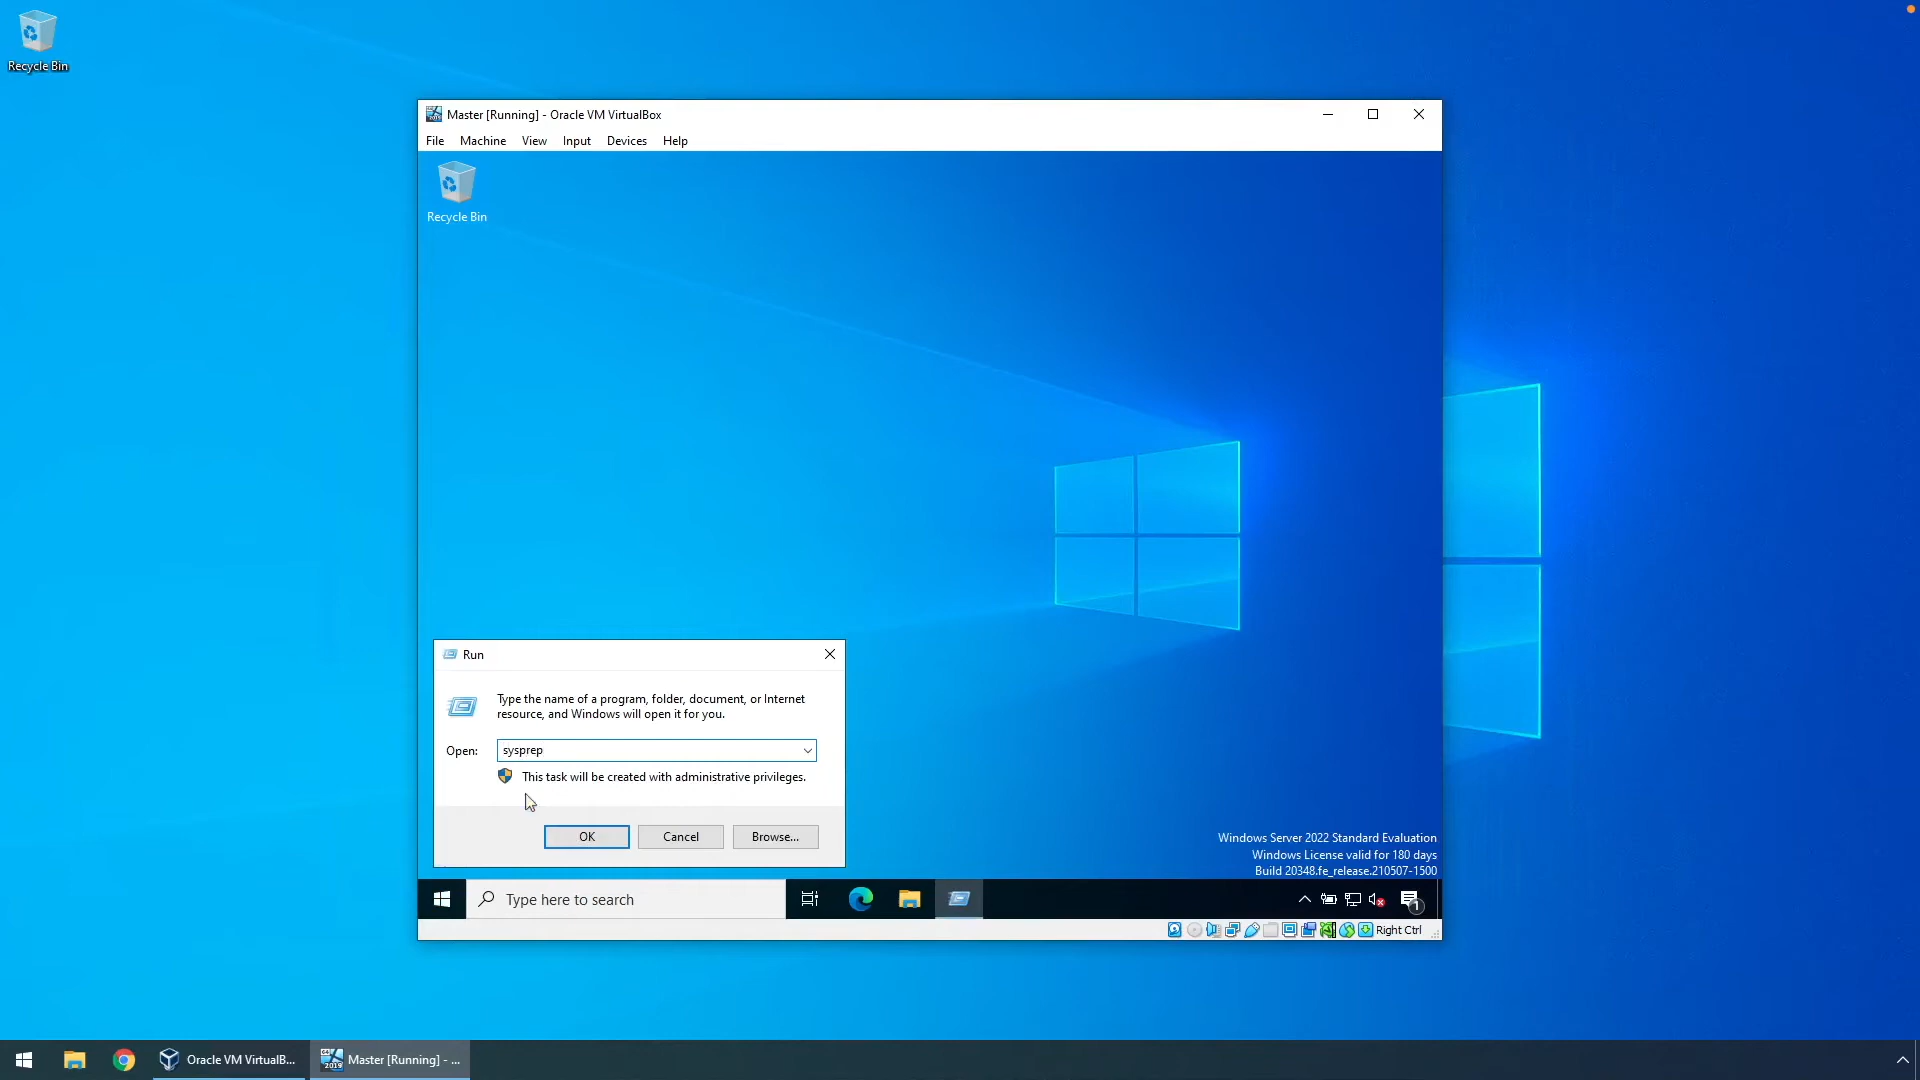 Recycle Bin
Master [Running] - Oracle VM VirtualBox
File Machine View Input Devices Help
Recycle Bin
Run
Type the name of a program, folder, document, or Internet
resource, and Windows will open it for you.
Open: sysprep
This task will be created with administrative privileges.
OK Cancel Browse...
Windows Server 2022 Standard Evaluation
Windows License valid for 180 days
Build 20348.fe_release.210507-1500
Type here to search
1
Right Ctrl
Oracle VM VirtualB... Master [Running] - ...
64
2019